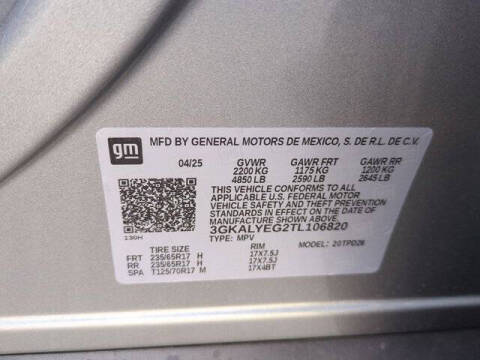 gm MFD BY GENERAL MOTORS DE MEXICO, S. DE R.L. DE C.V.
04/25 GVWR GAWR FRT GAWR RR
2200 KG 1175 KG 1200 KG
4850 LB 2590 LB 2645 LB
THIS VEHICLE CONFORMS TO ALL
APPLICABLE U.S. FEDERAL MOTOR
VEHICLE SAFETY AND THEFT PREVENTION
STANDARDS IN EFFECT ON THE DATE OF
MANUFACTURE SHOWN ABOVE.
3GKALYEG2TL106820
TYPE: MPV MODEL: 20TPD26
TIRE SIZE RIM
FRT 235/65R17 H 17X7.5J
RR 235/65R17 H 17X7.5J
SPA T125/70R17 M 17X4BT